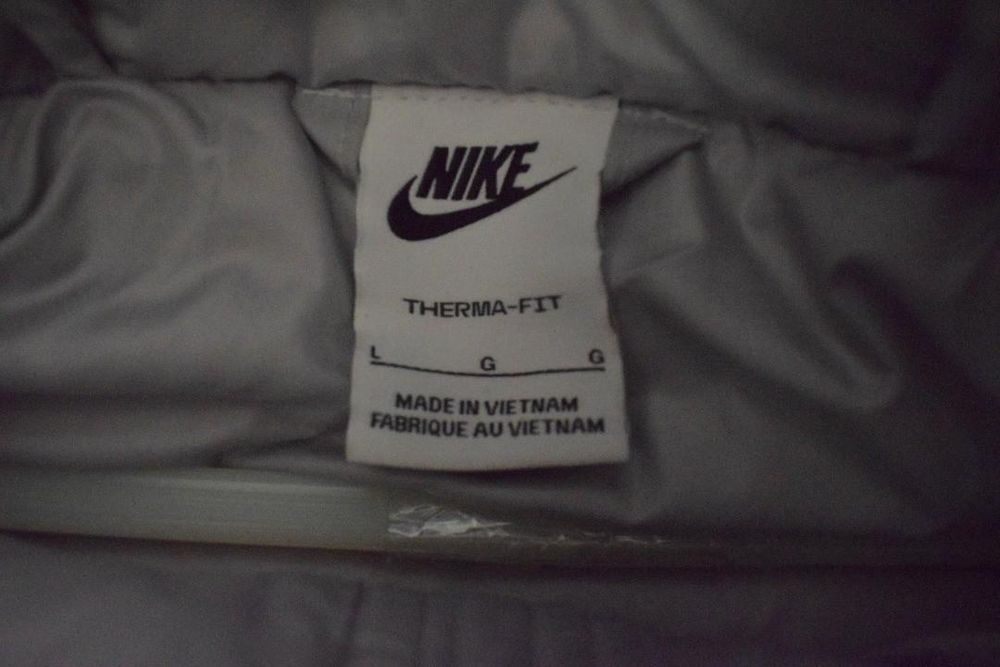 NIKE
THERMA-FIT
L G G
MADE IN VIETNAM
FABRIQUE AU VIETNAM